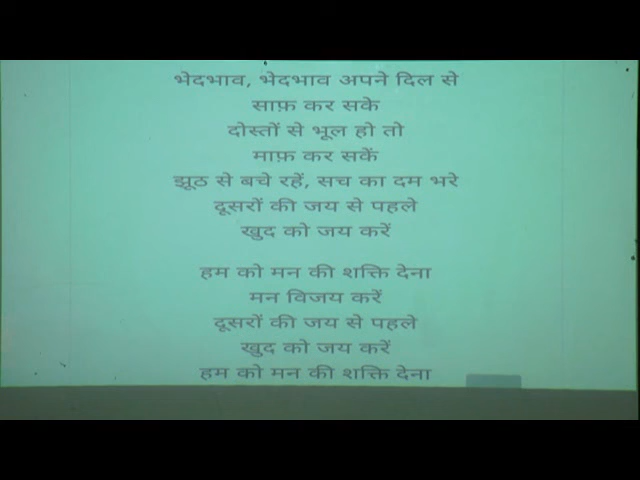 भेदभाव, भेदभाव अपने दिल से
साफ़ कर सके
दोस्तों से भूल हो तो
माफ़ कर सकें
झूठ से बचे रहें, सच का दम भरे
दूसरों की जय से पहले
खुद को जय करें
हम को मन की शक्ति देना
मन विजय करें
दूसरों की जय से पहले
खुद को जय करें
हम को मन की शक्ति देना